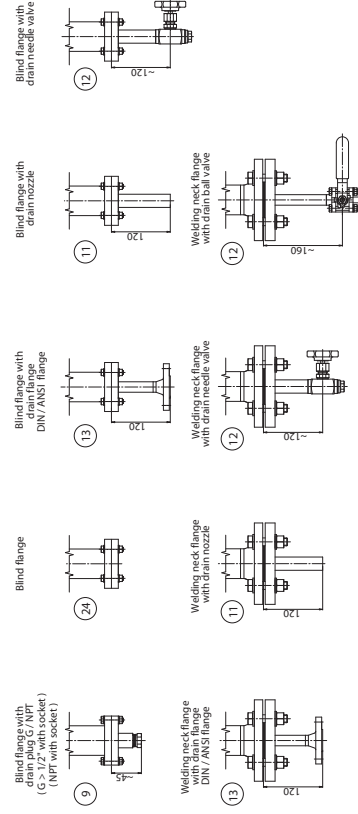 Blind flange with
drain plug G / NPT
( G > 1/2" with socket )
( NPT with socket )
9
~45
Blind flange
24
Blind flange with
drain flange
DIN / ANSI flange
13
120
Blind flange with
drain nozzle
11
120
Blind flange with
drain needle valve
12
~120
Welding neck flange
with drain flange
DIN / ANSI flange
13
120
Welding neck flange
with drain nozzle
11
120
Welding neck flange
with drain needle valve
12
~120
Welding neck flange
with drain ball valve
12
~160